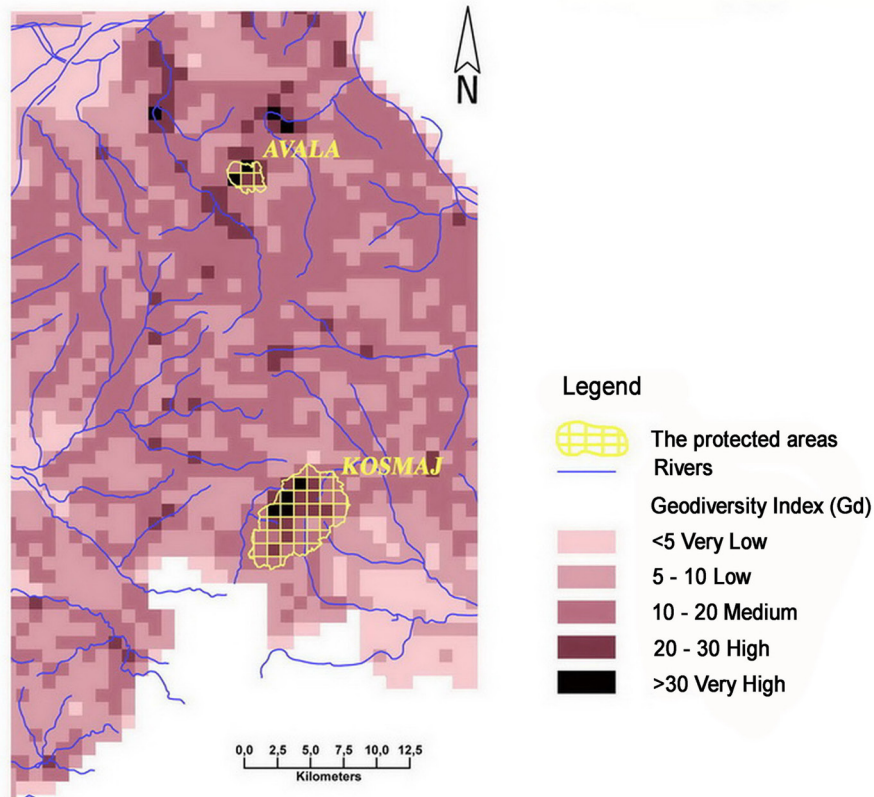 N
AVALA
KOSMAJ
Legend
The protected areas
Rivers
Geodiversity Index (Gd)
<5 Very Low
5 - 10 Low
10 - 20 Medium
20 - 30 High
>30 Very High
0,0 2,5 5,0 7,5 10,0 12,5
Kilometers